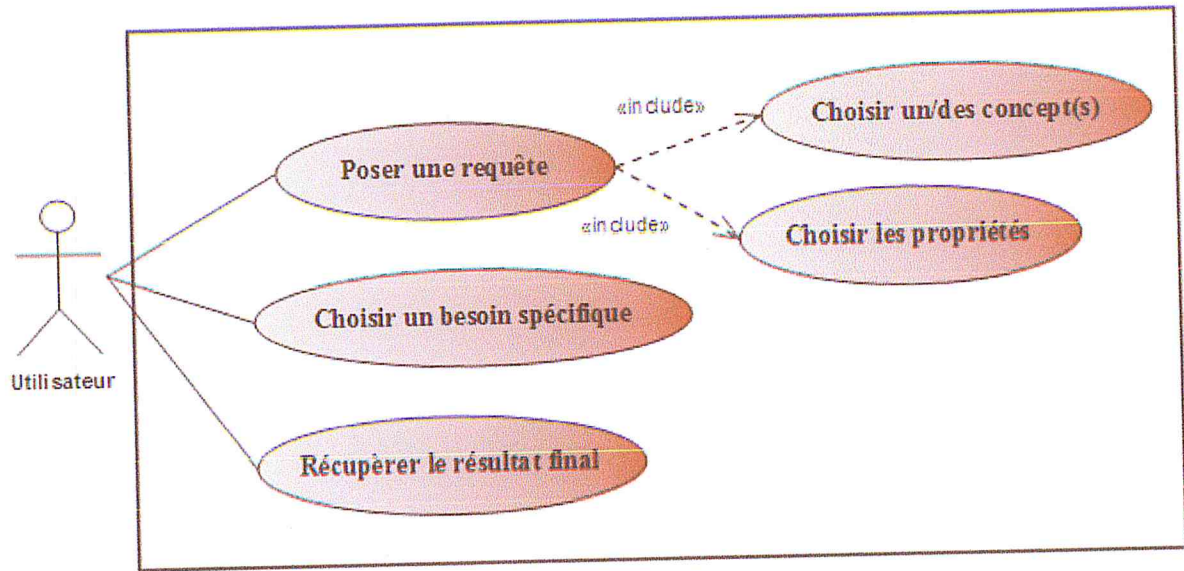 «include»
Choisir un/des concept(s)
Poser une requête
«include»
Choisir les propriétés
Choisir un besoin spécifique
Utilisateur
Récupèrer le résultat final